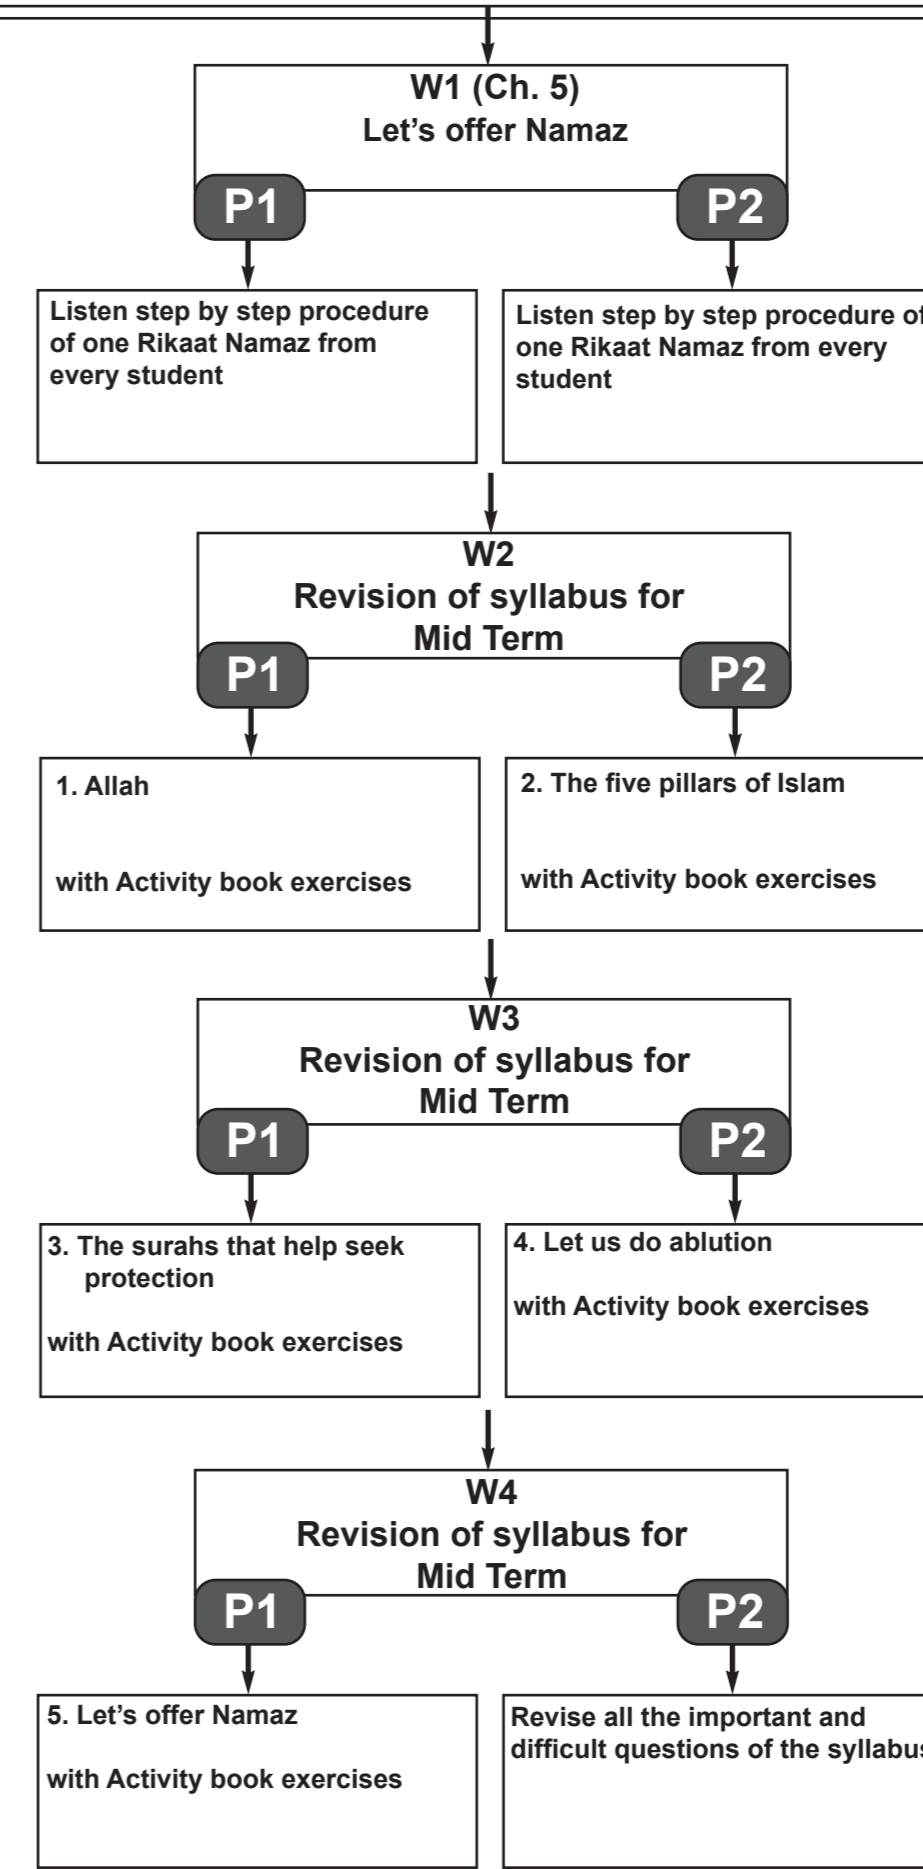 W1 (Ch. 5)
Let's offer Namaz
P1
P2
Listen step by step procedure
of one Rikaat Namaz from
every student
Listen step by step procedure of
one Rikaat Namaz from every
student
W2
Revision of syllabus for
Mid Term
P1
P2
1. Allah
with Activity book exercises
2. The five pillars of Islam
with Activity book exercises
W3
Revision of syllabus for
Mid Term
P1
P2
3. The surahs that help seek
protection
with Activity book exercises
4. Let us do ablution
with Activity book exercises
W4
Revision of syllabus for
Mid Term
P1
P2
5. Let's offer Namaz
with Activity book exercises
Revise all the important and
difficult questions of the syllabus